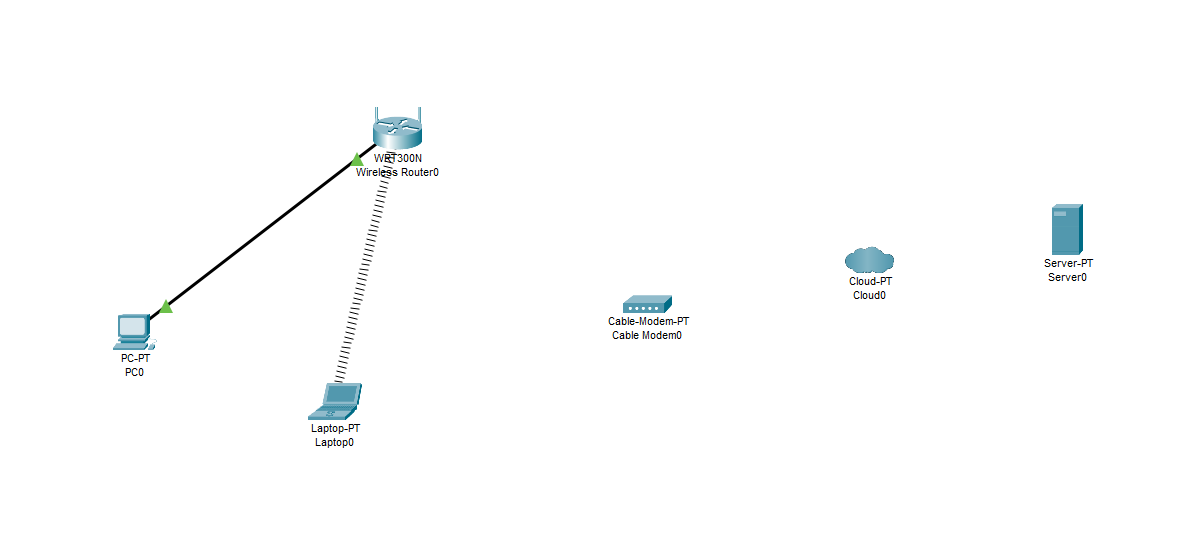 WRT300N
Wireless Router0
Server-PT
Server0
Cloud-PT
Cloud0
Cable-Modem-PT
Cable Modem0
PC-PT
PC0
Laptop-PT
Laptop0